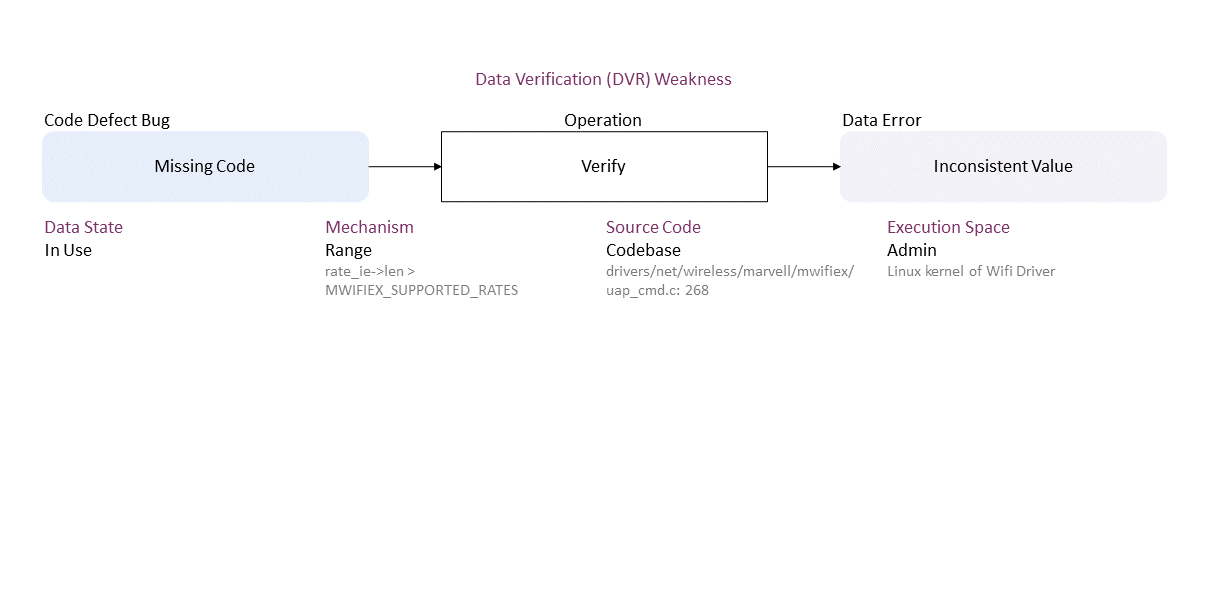 Data Verification (DVR) Weakness
Code Defect Bug
Operation
Data Error
Missing Code
Verify
Inconsistent Value
Data State
In Use
Mechanism
Range
rate_ie->len >
MWIFIEX_SUPPORTED_RATES
Source Code
Codebase
drivers/net/wireless/marvell/mwifiex/
uap_cmd.c: 268
Execution Space
Admin
Linux kernel of Wifi Driver